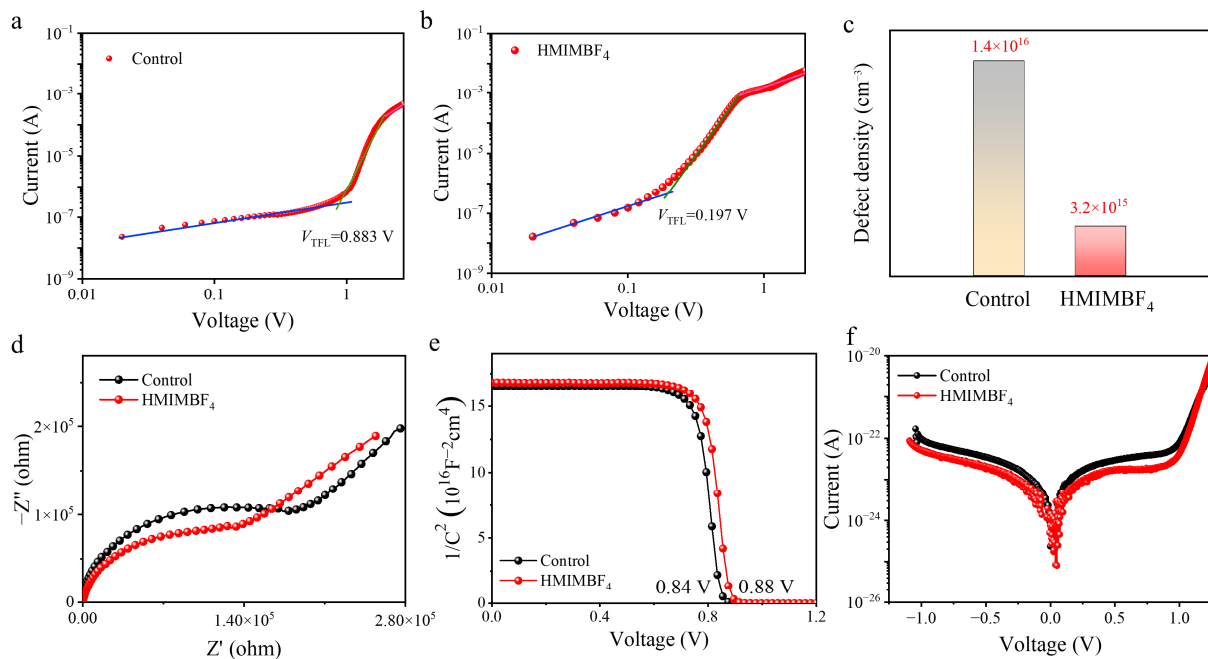 a
10⁻¹
10⁻³
10⁻⁵
10⁻⁷
10⁻⁹
Current (A)
Control
V_TFL=0.883 V
0.01
0.1
1
Voltage (V)
b
10⁻¹
10⁻³
10⁻⁵
10⁻⁷
10⁻⁹
Current (A)
HMIMBF₄
V_TFL=0.197 V
0.01
0.1
1
Voltage (V)
c
Defect density (cm⁻³)
1.4×10¹⁶
3.2×10¹⁵
Control
HMIMBF₄
d
−Z'' (ohm)
2×10⁵
1×10⁵
0
Control
HMIMBF₄
0.00
1.40×10⁵
2.80×10⁵
Z' (ohm)
e
1/C² (10¹⁶F⁻²cm⁴)
15
10
5
0
Control
HMIMBF₄
0.84 V
0.88 V
0.0
0.4
0.8
1.2
Voltage (V)
f
Current (A)
10⁻²⁰
10⁻²²
10⁻²⁴
10⁻²⁶
Control
HMIMBF₄
−1.0
−0.5
0.0
0.5
1.0
Voltage (V)